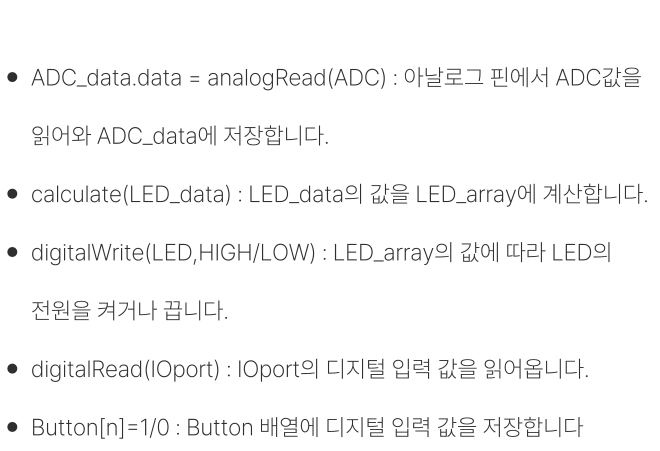 ● ADC_data.data = analogRead(ADC) : 아날로그 핀에서 ADC값을
읽어와 ADC_data에 저장합니다.
● calculate(LED_data) : LED_data의 값을 LED_array에 계산합니다.
● digitalWrite(LED,HIGH/LOW) : LED_array의 값에 따라 LED의
전원을 켜거나 끕니다.
● digitalRead(IOport) : IOport의 디지털 입력 값을 읽어옵니다.
● Button[n]=1/0 : Button 배열에 디지털 입력 값을 저장합니다